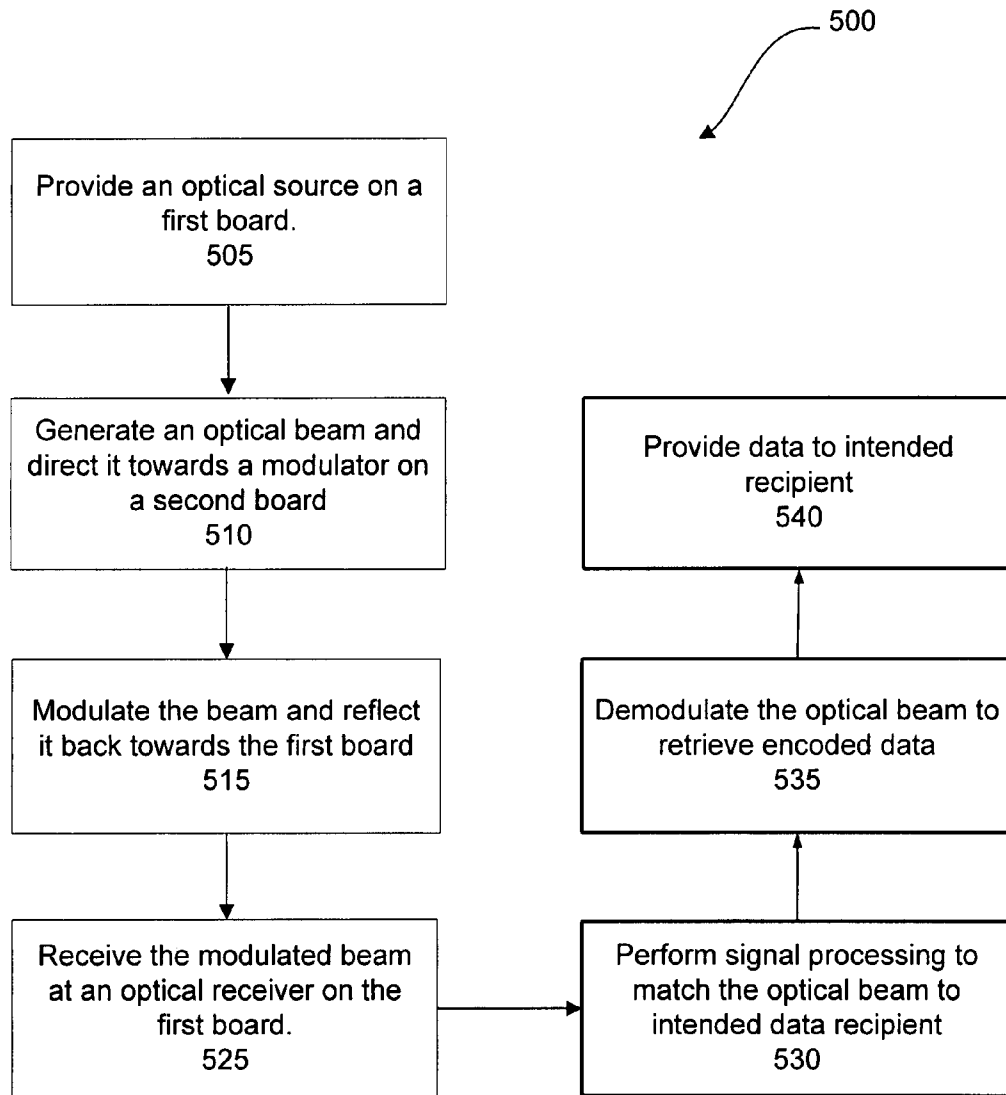 500
Provide an optical source on a
first board.
505
Generate an optical beam and
direct it towards a modulator on
a second board
510
Modulate the beam and reflect
it back towards the first board
515
Receive the modulated beam
at an optical receiver on the
first board.
525
Perform signal processing to
match the optical beam to
intended data recipient
530
Demodulate the optical beam to
retrieve encoded data
535
Provide data to intended
recipient
540